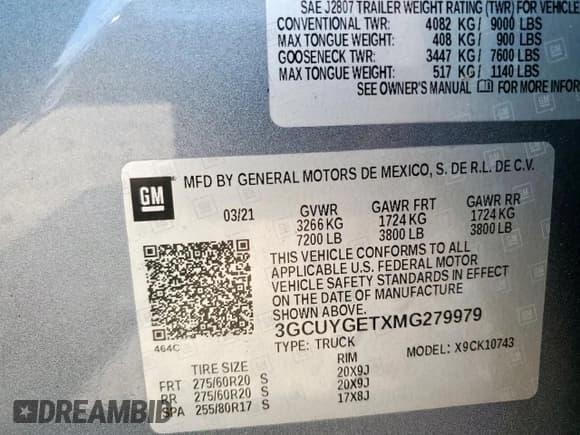 SAE J2807 TRAILER WEIGHT RATING (TWR) FOR VEHICLE
CONVENTIONAL TWR: 4082 KG/ 9000 LBS
MAX TONGUE WEIGHT: 408 KG/ 900 LBS
GOOSENECK TWR: 3447 KG/ 7600 LBS
MAX TONGUE WEIGHT: 517 KG/ 1140 LBS
SEE OWNER'S MANUAL FOR MORE INFOR
GM
MFD BY GENERAL MOTORS DE MEXICO, S. DE R.L. DE C.V.
03/21 GVWR GAWR FRT GAWR RR
3266 KG 1724 KG 1724 KG
7200 LB 3800 LB 3800 LB
THIS VEHICLE CONFORMS TO ALL
APPLICABLE U.S. FEDERAL MOTOR
VEHICLE SAFETY STANDARDS IN EFFECT
ON THE DATE OF MANUFACTURE
SHOWN ABOVE.
3GCUYGETXMG279979
464C
TYPE: TRUCK MODEL: X9CK10743
TIRE SIZE RIM
FRT 275/60R20 S 20X9J
RR 275/60R20 S 20X9J
SPA 255/80R17 S 17X8J
DREAMBID